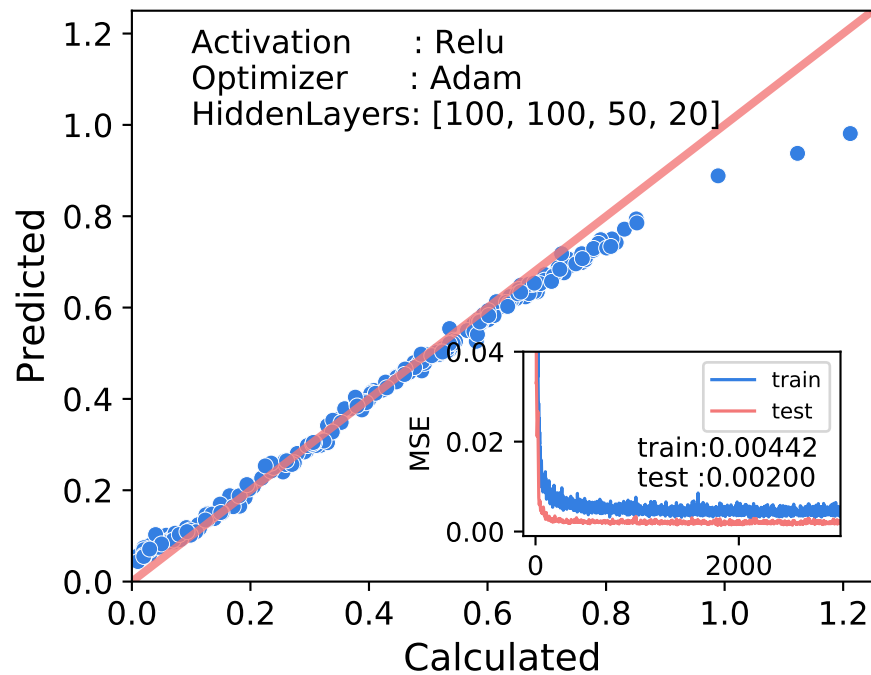 Activation : Relu
Optimizer : Adam
HiddenLayers: [100, 100, 50, 20]
Predicted
1.2
1.0
0.8
0.6
0.4
0.2
0.0
0.0 0.2 0.4 0.6 0.8 1.0 1.2
Calculated
MSE
0.04
0.02
0.00
train
test
train:0.00442
test :0.00200
0 2000